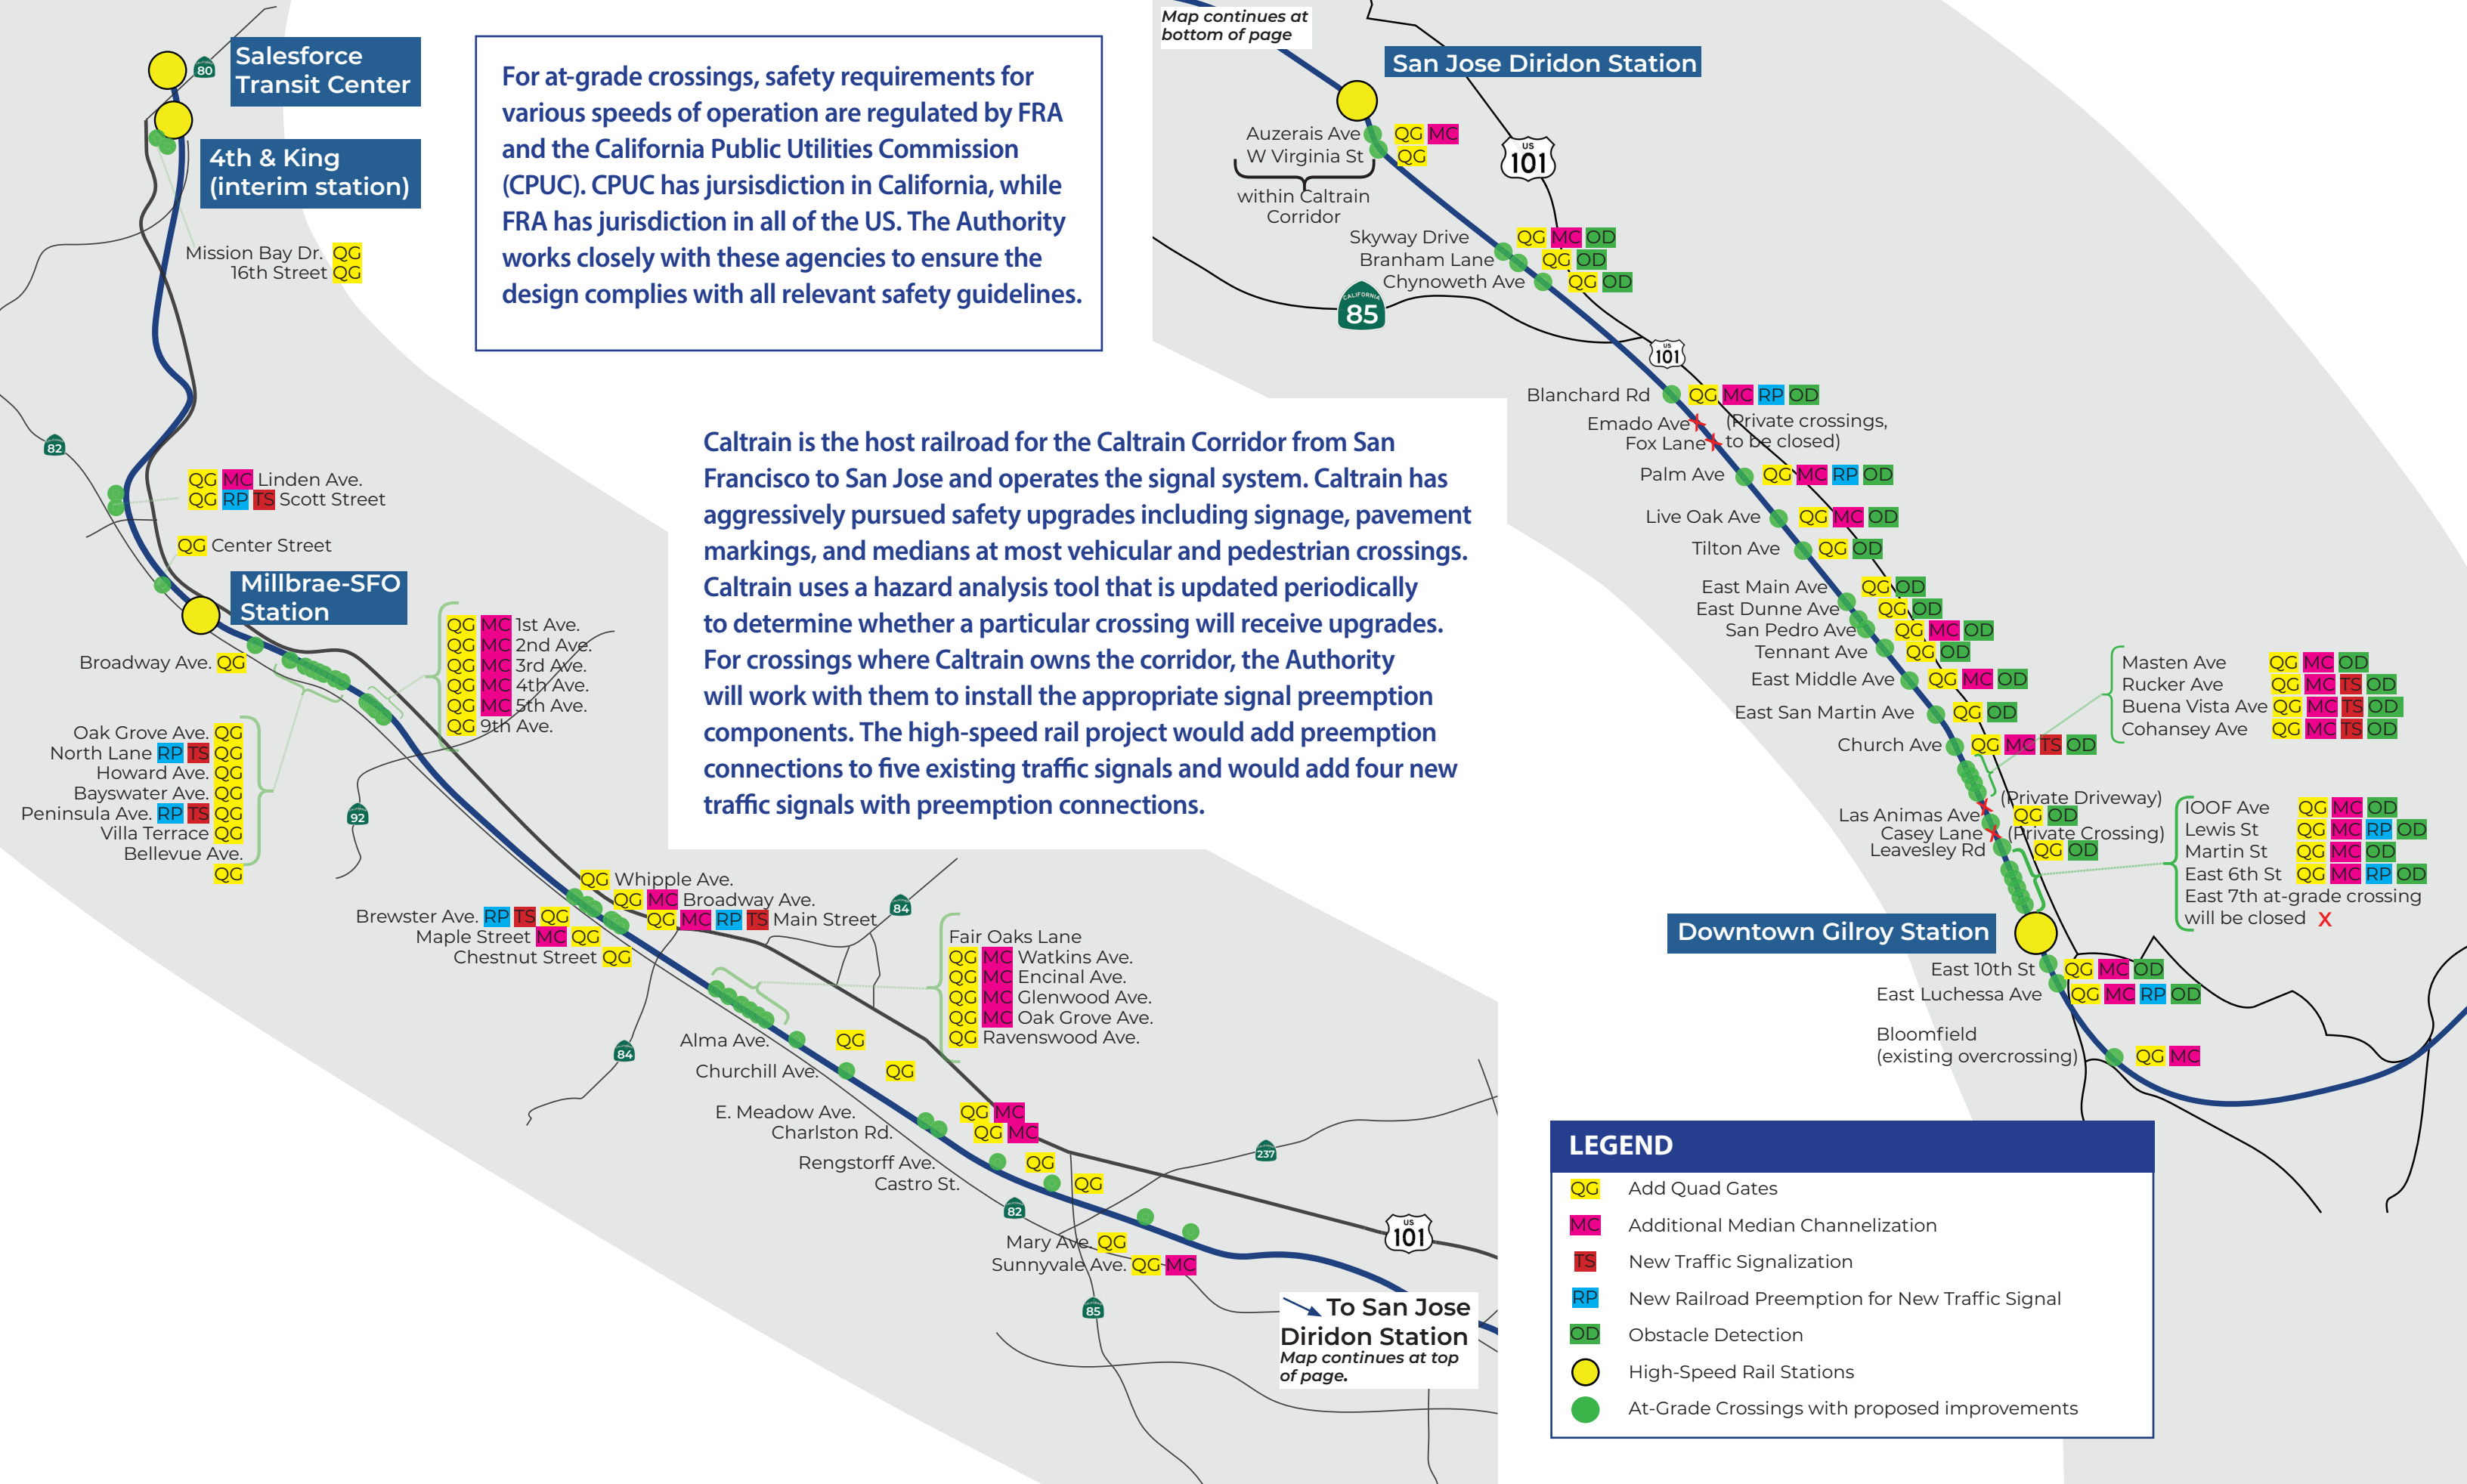 80
Salesforce
Transit Center
4th & King
(interim station)
Mission Bay Dr. QG
16th Street QG
82
QG MC Linden Ave.
QG RP TS Scott Street
QG Center Street
Millbrae-SFO
Station
Broadway Ave. QG
QG MC 1st Ave.
QG MC 2nd Ave.
QG MC 3rd Ave.
QG MC 4th Ave.
QG MC 5th Ave.
QG 9th Ave.
Oak Grove Ave. QG
North Lane RP TS QG
Howard Ave. QG
Bayswater Ave. QG
Peninsula Ave. RP TS QG
Villa Terrace QG
Bellevue Ave.
QG
92
For at-grade crossings, safety requirements for
various speeds of operation are regulated by FRA
and the California Public Utilities Commission
(CPUC). CPUC has jursisdiction in California, while
FRA has jurisdiction in all of the US. The Authority
works closely with these agencies to ensure the
design complies with all relevant safety guidelines.
Caltrain is the host railroad for the Caltrain Corridor from San
Francisco to San Jose and operates the signal system. Caltrain has
aggressively pursued safety upgrades including signage, pavement
markings, and medians at most vehicular and pedestrian crossings.
Caltrain uses a hazard analysis tool that is updated periodically
to determine whether a particular crossing will receive upgrades.
For crossings where Caltrain owns the corridor, the Authority
will work with them to install the appropriate signal preemption
components. The high-speed rail project would add preemption
connections to five existing traffic signals and would add four new
traffic signals with preemption connections.
QG Whipple Ave.
QG MC Broadway Ave.
Brewster Ave. RP TS QG
QG MC RP TS Main Street
Maple Street MC QG
Chestnut Street QG
84
84
Fair Oaks Lane
QG MC Watkins Ave.
QG MC Encinal Ave.
QG MC Glenwood Ave.
QG MC Oak Grove Ave.
QG Ravenswood Ave.
Alma Ave. QG
Churchill Ave. QG
E. Meadow Ave. QG MC
Charlston Rd. QG MC
Rengstorff Ave. QG
Castro St. QG
237
82
Mary Ave. QG
Sunnyvale Ave. QG MC
85
US
101
To San Jose
Diridon Station
Map continues at top
of page.
Map continues at
bottom of page
San Jose Diridon Station
Auzerais Ave QG MC
W Virginia St QG
within Caltrain
Corridor
US
101
Skyway Drive QG MC OD
Branham Lane QG OD
Chynoweth Ave QG OD
CALIFORNIA
85
US
101
Blanchard Rd QG MC RP OD
Emado Ave (Private crossings,
Fox Lane to be closed)
Palm Ave QG MC RP OD
Live Oak Ave QG MC OD
Tilton Ave QG OD
East Main Ave QG OD
East Dunne Ave QG OD
San Pedro Ave QG MC OD
Tennant Ave QG OD
East Middle Ave QG MC OD
East San Martin Ave QG OD
Church Ave QG MC TS OD
Masten Ave QG MC OD
Rucker Ave QG MC TS OD
Buena Vista Ave QG MC TS OD
Cohansey Ave QG MC TS OD
(Private Driveway)
Las Animas Ave QG OD
Casey Lane (Private Crossing)
Leavesley Rd QG OD
IOOF Ave QG MC OD
Lewis St QG MC RP OD
Martin St QG MC OD
East 6th St QG MC RP OD
East 7th at-grade crossing
will be closed X
Downtown Gilroy Station
East 10th St QG MC OD
East Luchessa Ave QG MC RP OD
Bloomfield
(existing overcrossing) QG MC
LEGEND
QG Add Quad Gates
MC Additional Median Channelization
TS New Traffic Signalization
RP New Railroad Preemption for New Traffic Signal
OD Obstacle Detection
High-Speed Rail Stations
At-Grade Crossings with proposed improvements